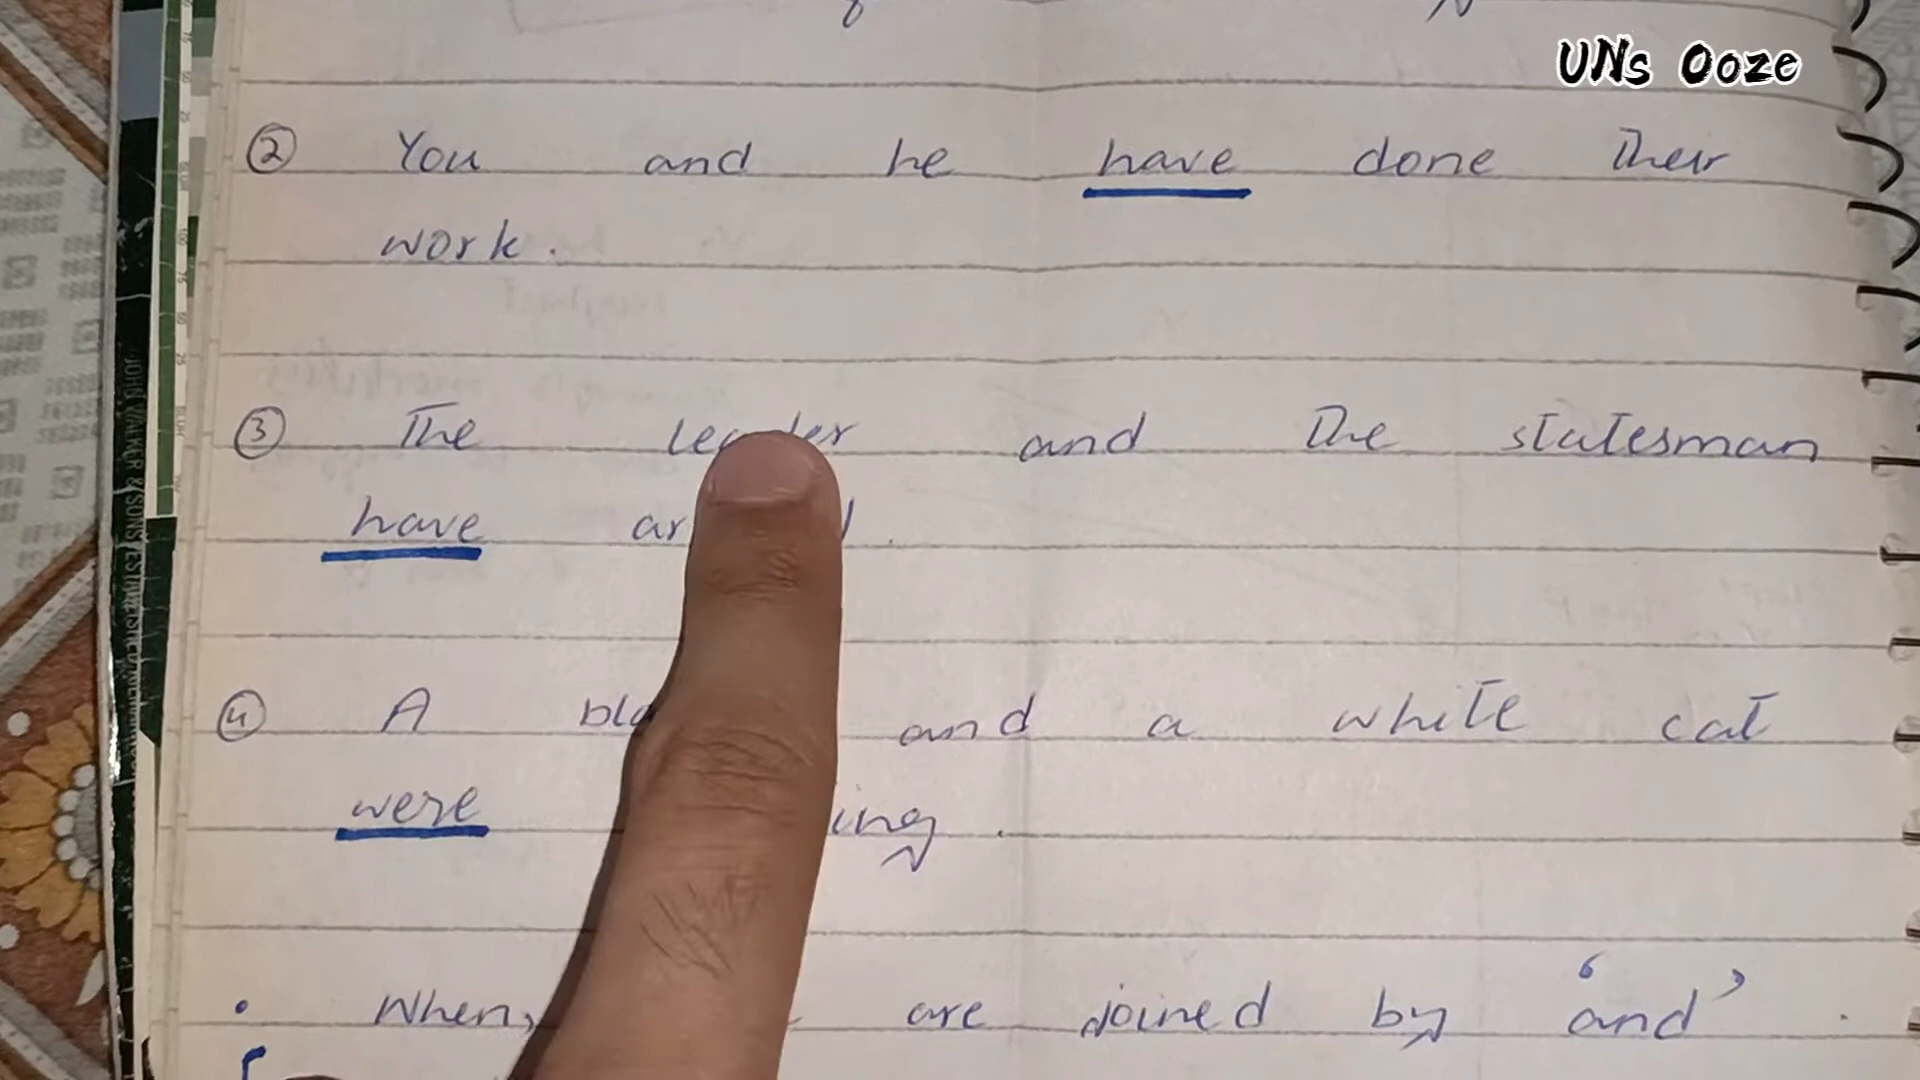 UNs Ooze
② You and he have done their
work.
③ The leader and the statesman
have
④ A and a white cat
were
• When, are joined by 'and'.